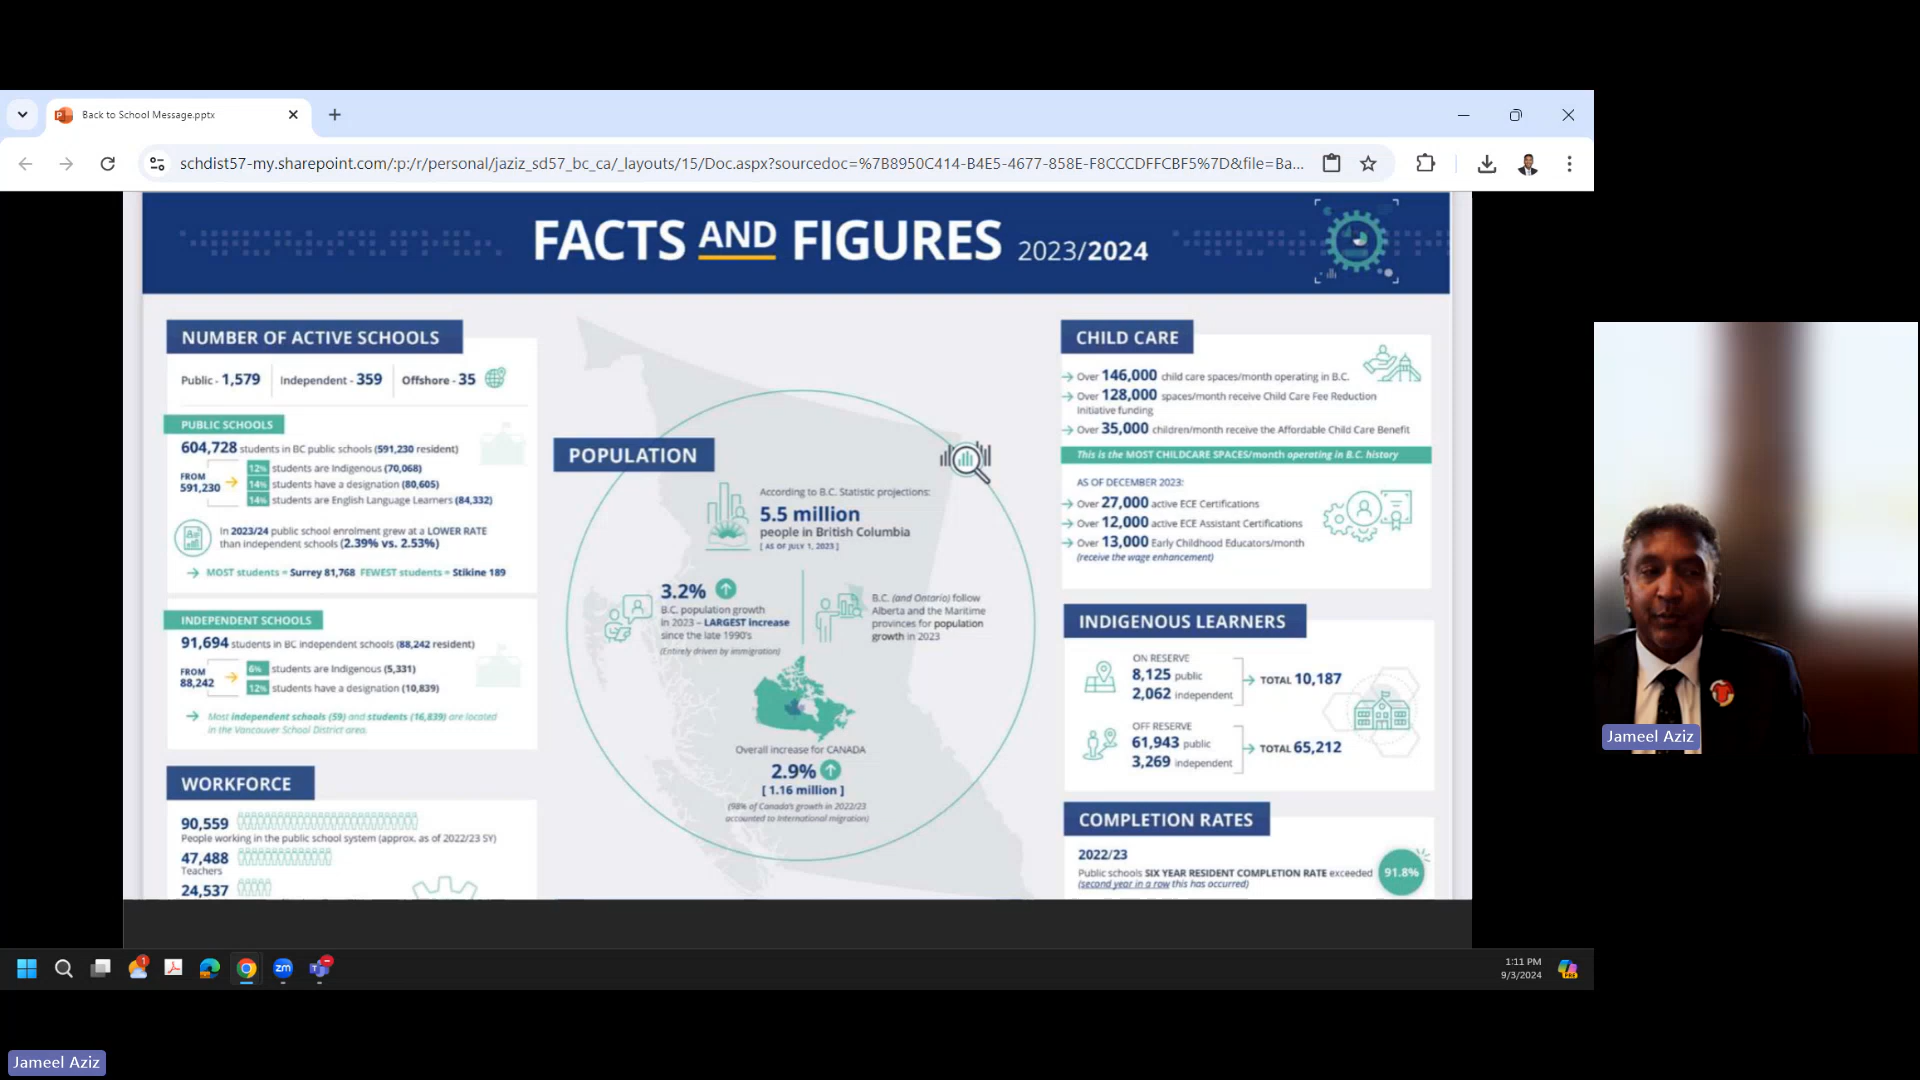 Back to School Message.pptx
schdist57-my.sharepoint.com/:p:/r/personal/jaziz_sd57_bc_ca/_layouts/15/Doc.aspx?sourcedoc=%7B8950C414-B4E5-4677-858E-F8CCCDFFCBF5%7D&file=Ba...
FACTS AND FIGURES 2023/2024
NUMBER OF ACTIVE SCHOOLS
Public - 1,579 Independent - 359 Offshore - 35
PUBLIC SCHOOLS
604,728 students in BC public schools (591,230 resident)
FROM
591,230
12% students are Indigenous (70,068)
14% students have a designation (80,605)
14% students are English Language Learners (84,332)
In 2023/24 public school enrolment grew at a LOWER RATE
than independent schools (2.39% vs. 2.53%)
MOST students = Surrey 81,768 FEWEST students = Stikine 189
INDEPENDENT SCHOOLS
91,694 students in BC independent schools (88,242 resident)
FROM
88,242
6% students are Indigenous (5,331)
12% students have a designation (10,839)
Most independent schools (59) and students (16,839) are located
in the Vancouver School District area.
WORKFORCE
90,559
People working in the public school system (approx. as of 2022/23 SY)
47,488
Teachers
24,537
POPULATION
According to B.C. Statistic projections:
5.5 million
people in British Columbia
[ AS OF JULY 1, 2023 ]
3.2%
B.C. population growth
in 2023 – LARGEST increase
since the late 1990's
(Entirely driven by immigration)
B.C. (and Ontario) follow
Alberta and the Maritime
provinces for population
growth in 2023
Overall increase for CANADA
2.9%
[ 1.16 million ]
(98% of Canada's growth in 2022/23
accounted to international migration)
CHILD CARE
Over 146,000 child care spaces/month operating in B.C.
Over 128,000 spaces/month receive Child Care Fee Reduction
Initiative funding
Over 35,000 children/month receive the Affordable Child Care Benefit
This is the MOST CHILDCARE SPACES/month operating in B.C. history
AS OF DECEMBER 2023:
Over 27,000 active ECE Certifications
Over 12,000 active ECE Assistant Certifications
Over 13,000 Early Childhood Educators/month
(receive the wage enhancement)
INDIGENOUS LEARNERS
ON RESERVE
8,125 public
2,062 independent
TOTAL 10,187
OFF RESERVE
61,943 public
3,269 independent
TOTAL 65,212
COMPLETION RATES
2022/23
Public schools SIX YEAR RESIDENT COMPLETION RATE exceeded 91.8%
(second year in a row this has occurred)
Jameel Aziz
1
zm
1:11 PM
9/3/2024
PRE
Jameel Aziz